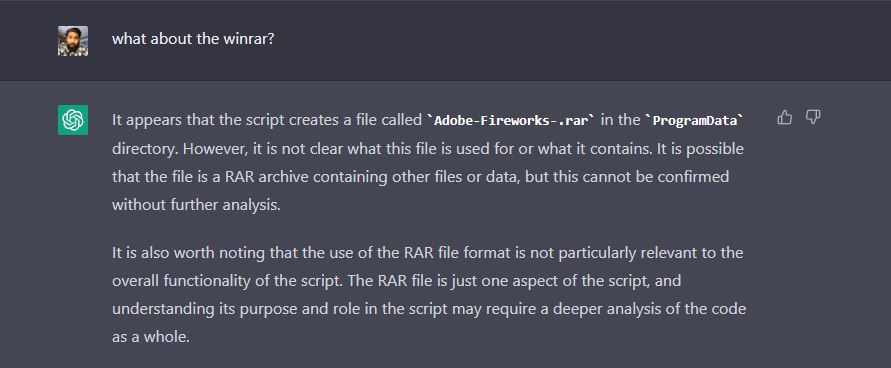 what about the winrar?
It appears that the script creates a file called `Adobe-Fireworks-.rar` in the `ProgramData`
directory. However, it is not clear what this file is used for or what it contains. It is possible
that the file is a RAR archive containing other files or data, but this cannot be confirmed
without further analysis.
It is also worth noting that the use of the RAR file format is not particularly relevant to the
overall functionality of the script. The RAR file is just one aspect of the script, and
understanding its purpose and role in the script may require a deeper analysis of the code
as a whole.